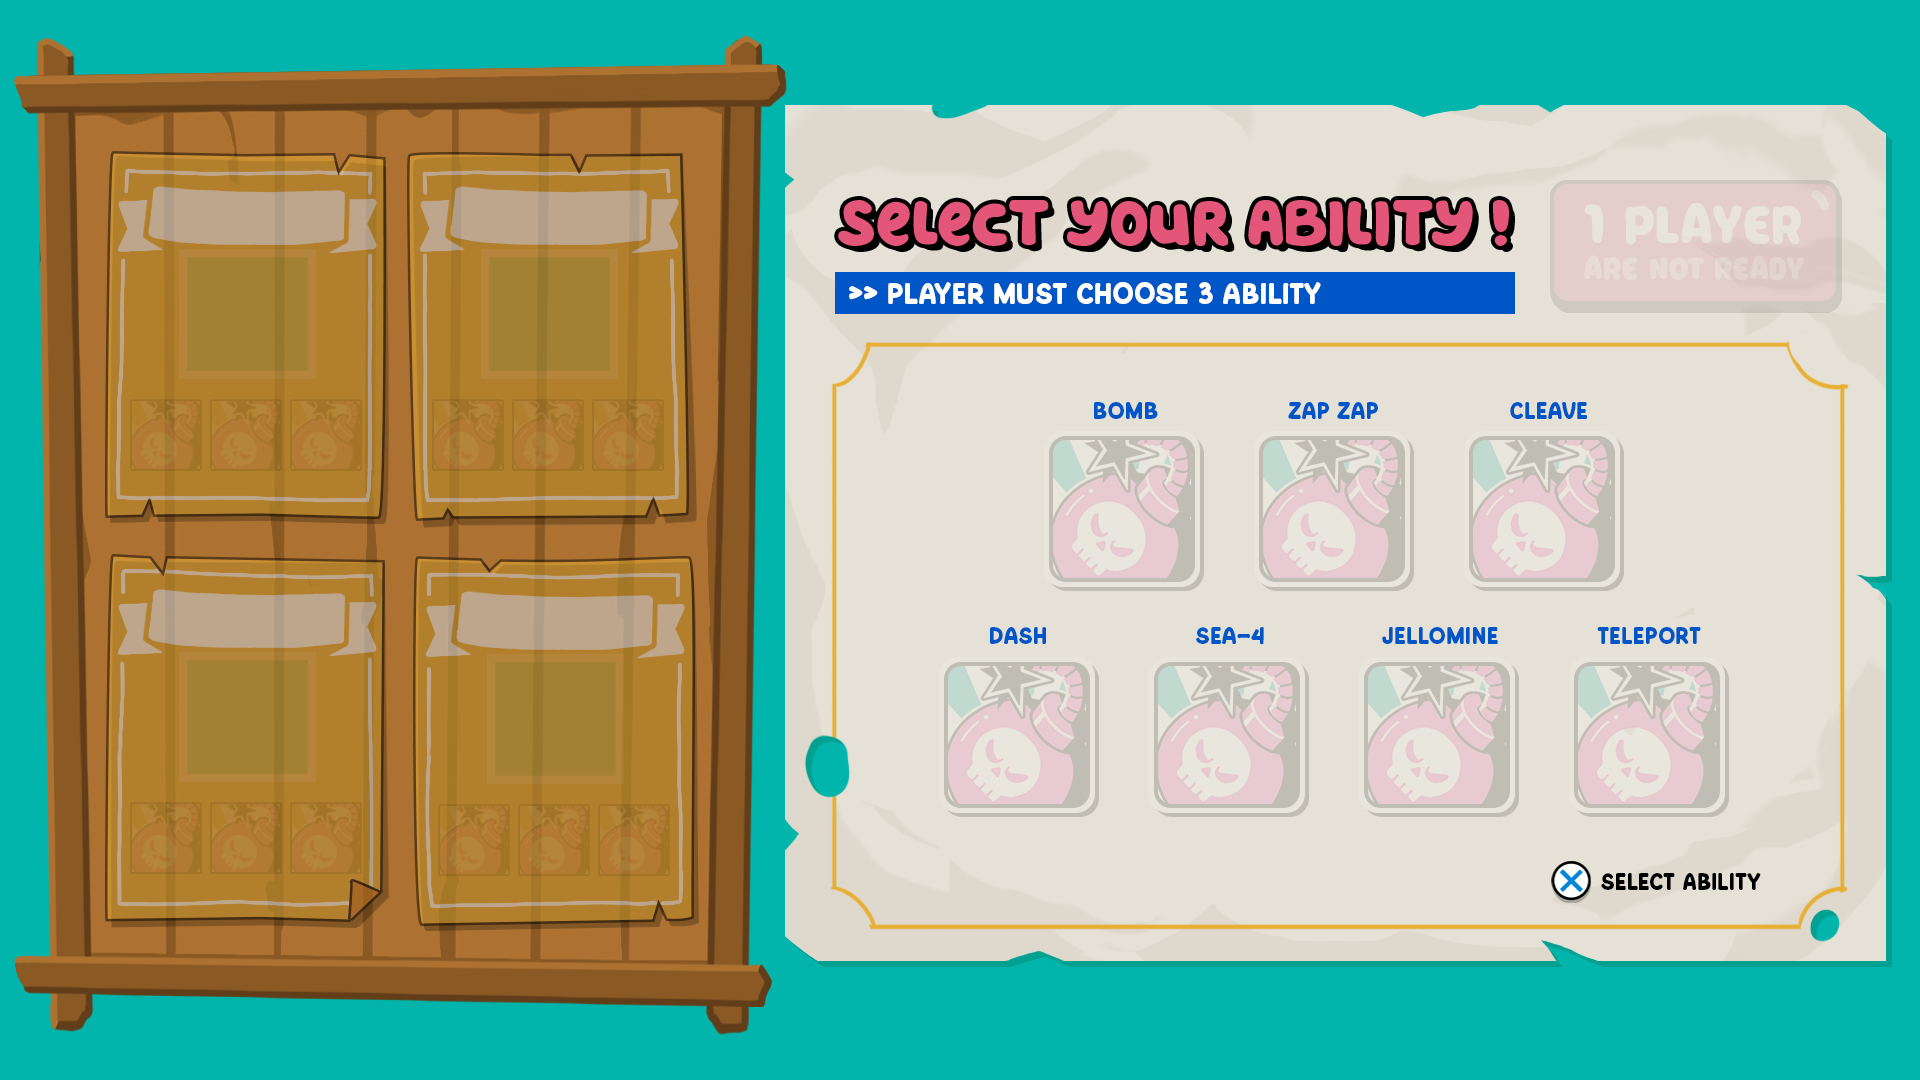 SELECT YOUR ABILITY !
>> PLAYER MUST CHOOSE 3 ABILITY
1 PLAYER
ARE NOT READY
BOMB
ZAP ZAP
CLEAVE
DASH
SEA-4
JELLOMINE
TELEPORT
SELECT ABILITY